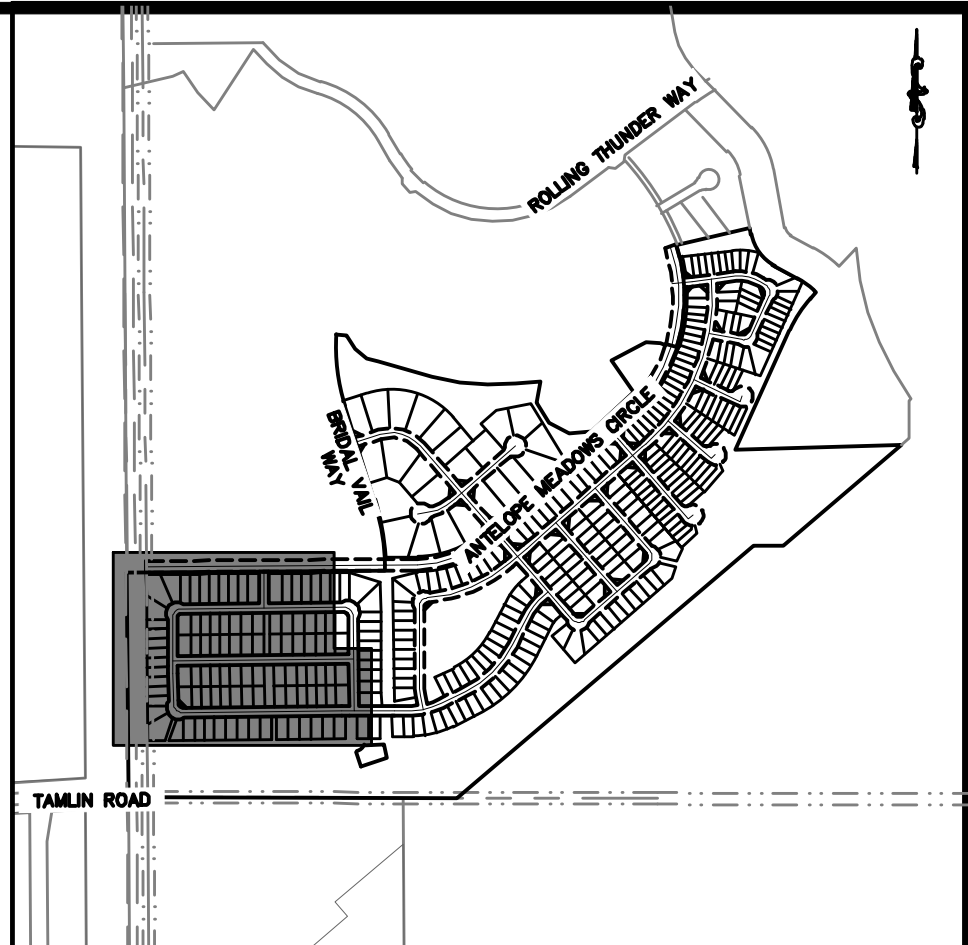 ROLLING THUNDER WAY
BRIDAL VAIL
WAY
ANTELOPE MEADOWS CIRCLE
TAMLIN ROAD